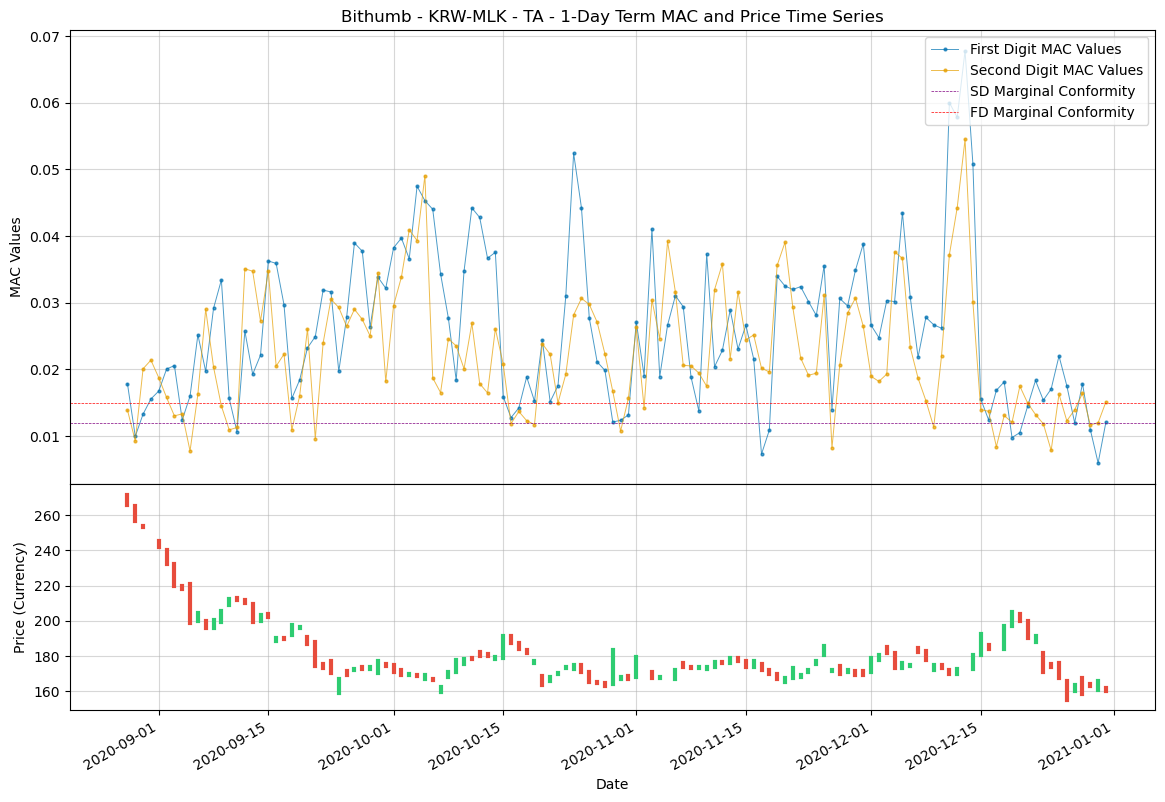 Bithumb - KRW-MLK - TA - 1-Day Term MAC and Price Time Series
First Digit MAC Values
Second Digit MAC Values
SD Marginal Conformity
FD Marginal Conformity
MAC Values
0.07
0.06
0.05
0.04
0.03
0.02
0.01
Price (Currency)
260
240
220
200
180
160
2020-09-01
2020-09-15
2020-10-01
2020-10-15
2020-11-01
2020-11-15
2020-12-01
2020-12-15
2021-01-01
Date